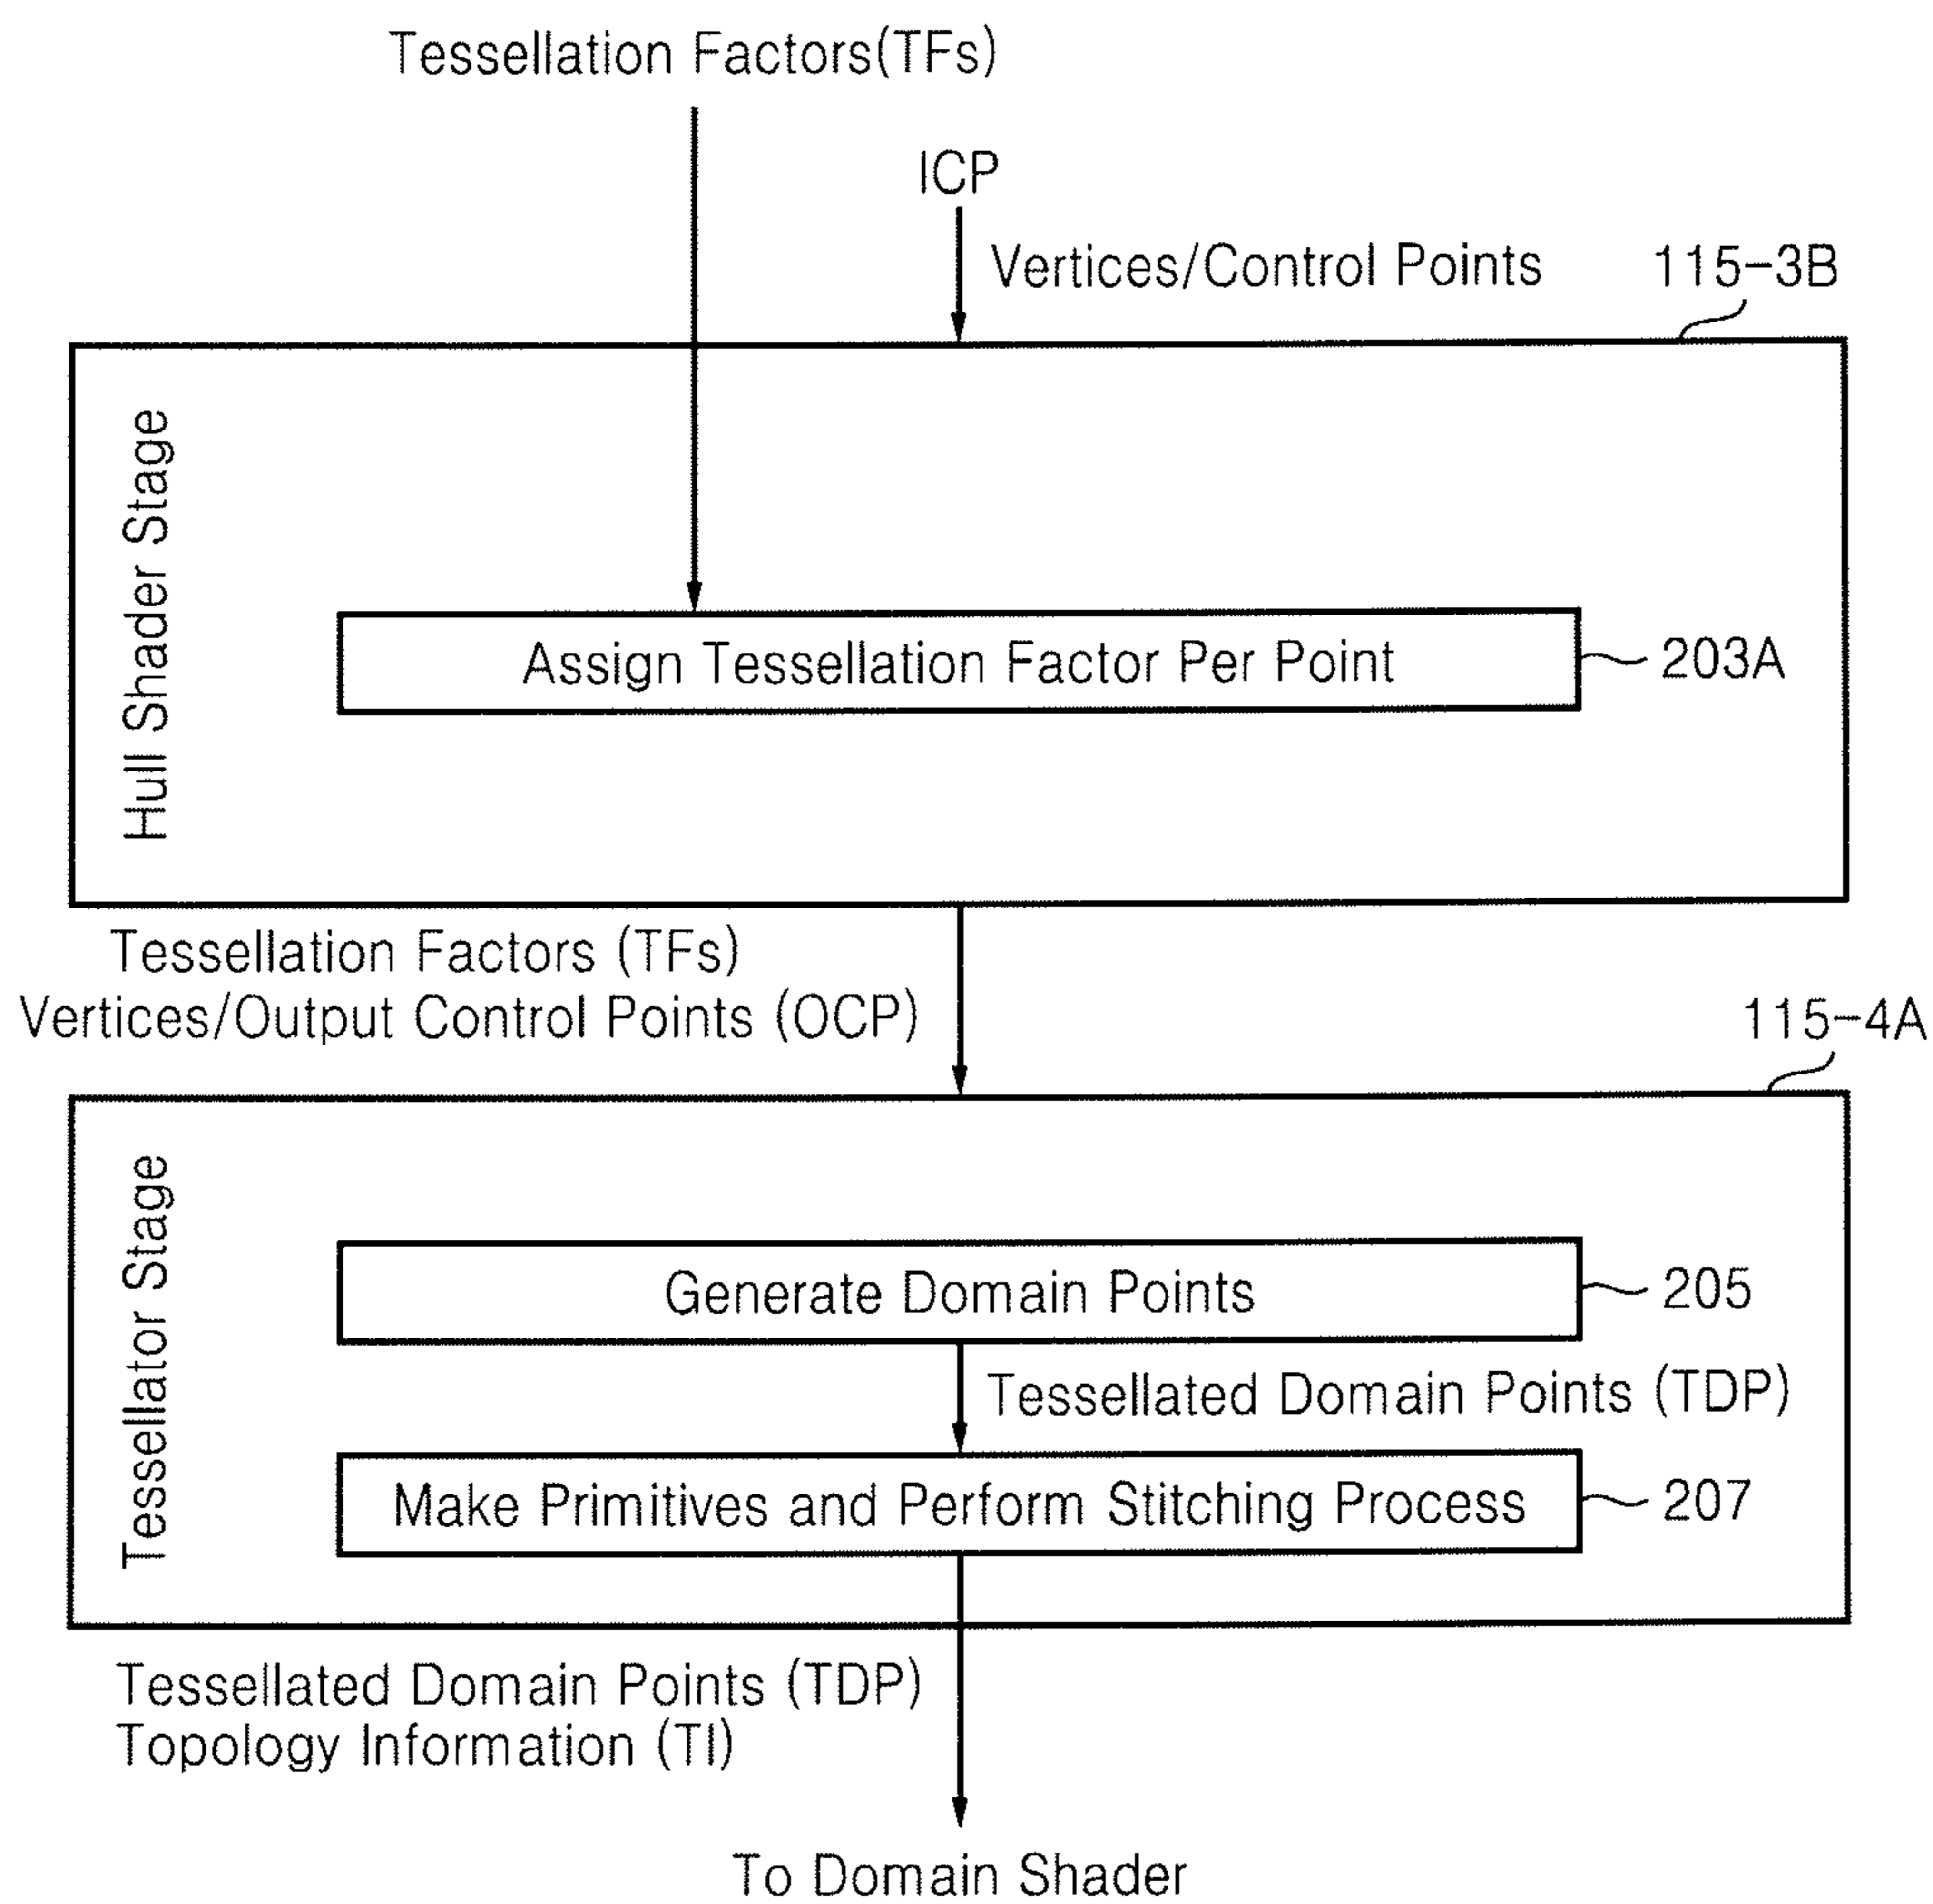 Tessellation Factors(TFs)
ICP
Vertices/Control Points
115-3B
Hull Shader Stage
Assign Tessellation Factor Per Point
203A
Tessellation Factors (TFs)
Vertices/Output Control Points (OCP)
115-4A
Tessellator Stage
Generate Domain Points
205
Tessellated Domain Points (TDP)
Make Primitives and Perform Stitching Process
207
Tessellated Domain Points (TDP)
Topology Information (TI)
To Domain Shader